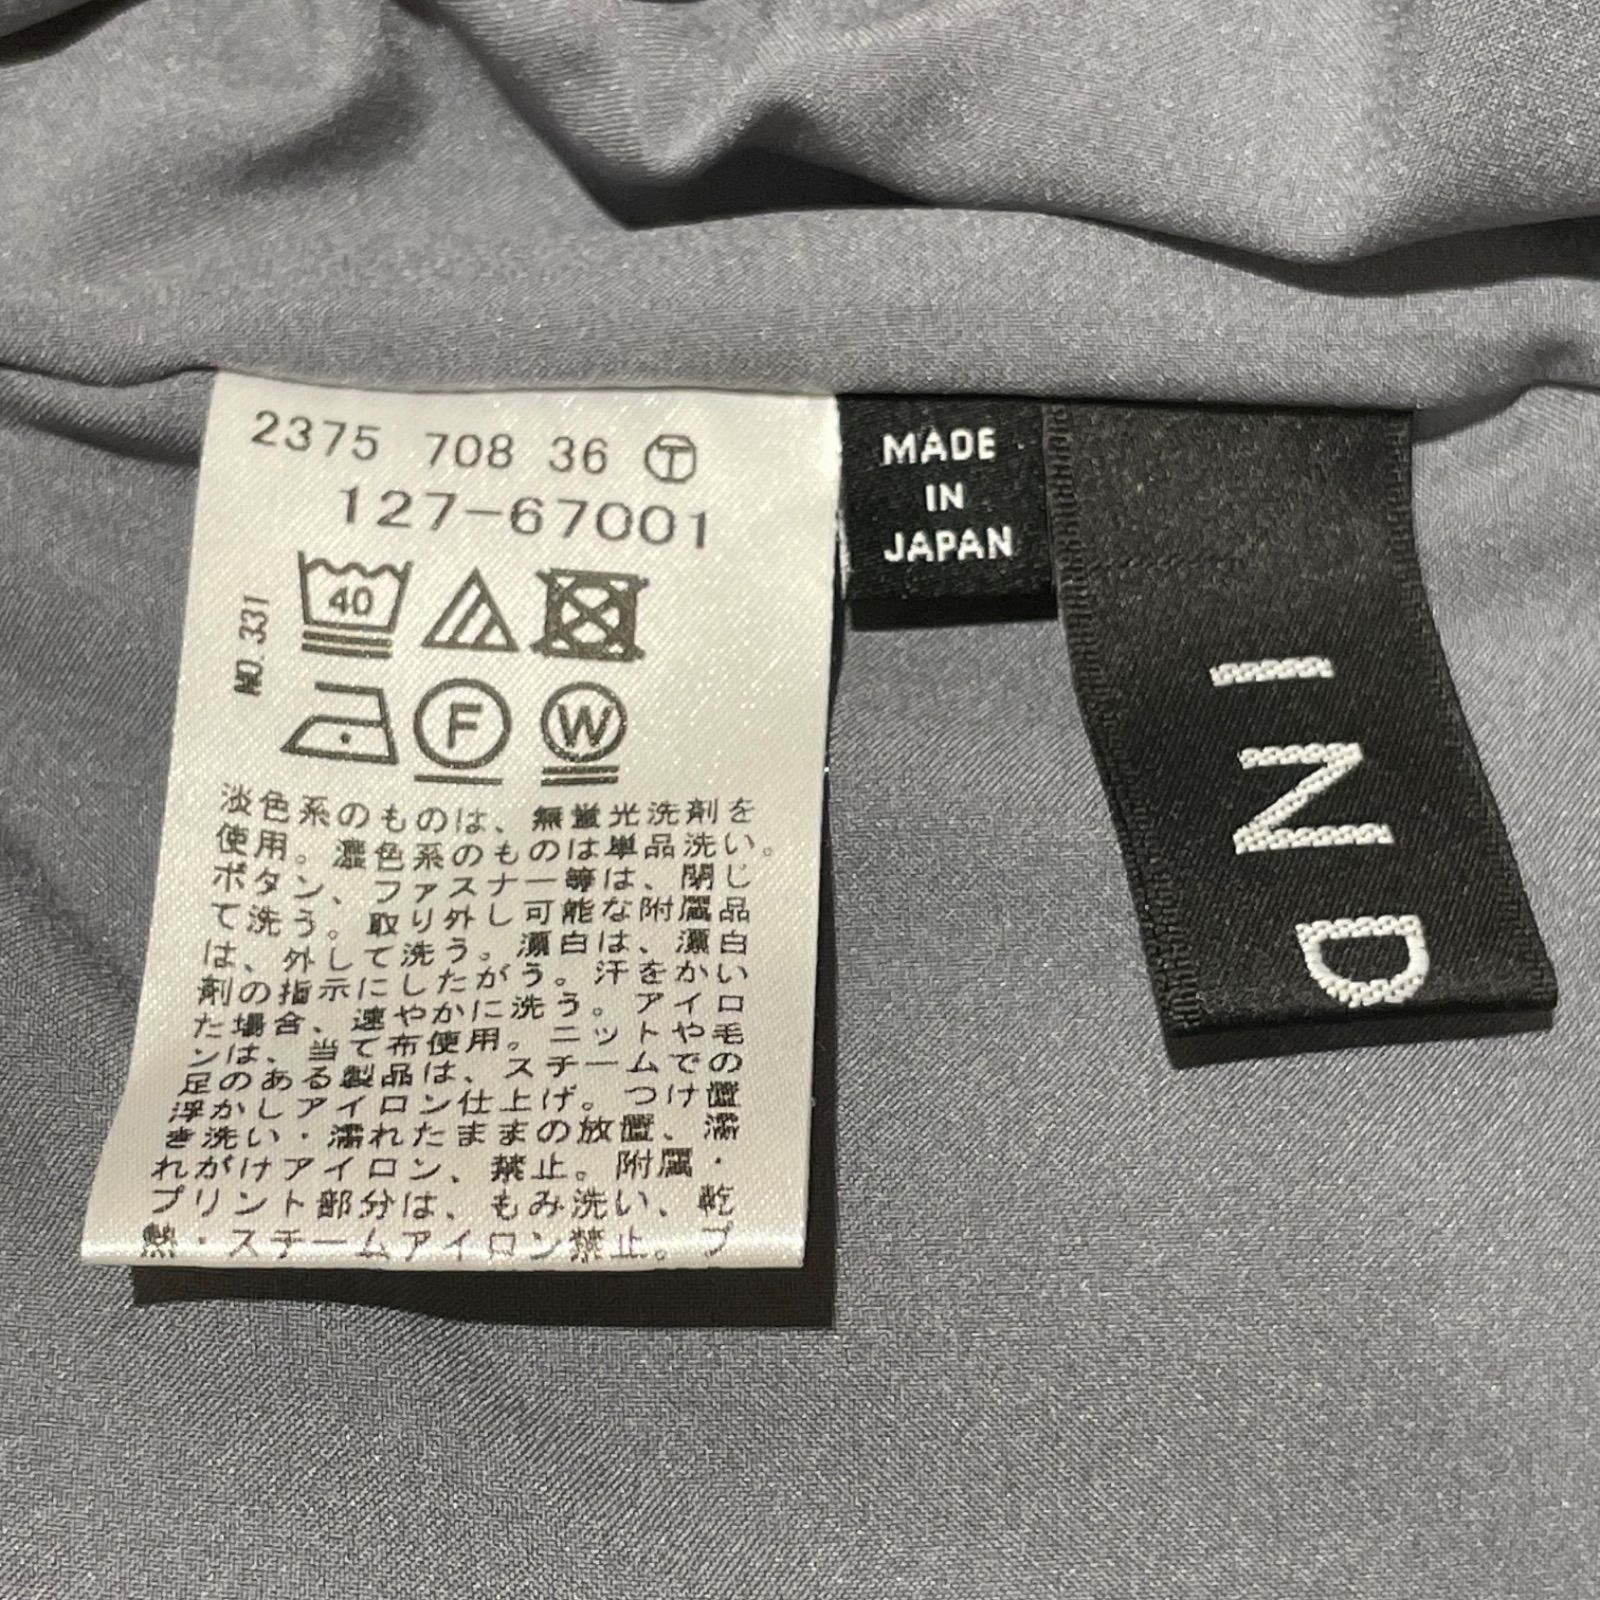 2375 708 36 T
127-67001
NO.331
40
F W
淡色系のものは、無蛍光洗剤を
使用。濃色系のものは単品洗い。
ボタン、ファスナー等は、閉じ
て洗う。取り外し可能な附属品
は、外して洗う。漂白は、漂白
剤の指示にしたがう。汗をかい
た場合、速やかに洗う。アイロ
ンは、当て布使用。ニットや毛
足のある製品は、スチームでの
浮かしアイロン仕上げ。つけ置
き洗い・濡れたままの放置、濡
れがけアイロン、禁止。附属・
プリント部分は、もみ洗い、乾
熱・スチームアイロン禁止。プ
MADE
IN
JAPAN
IND